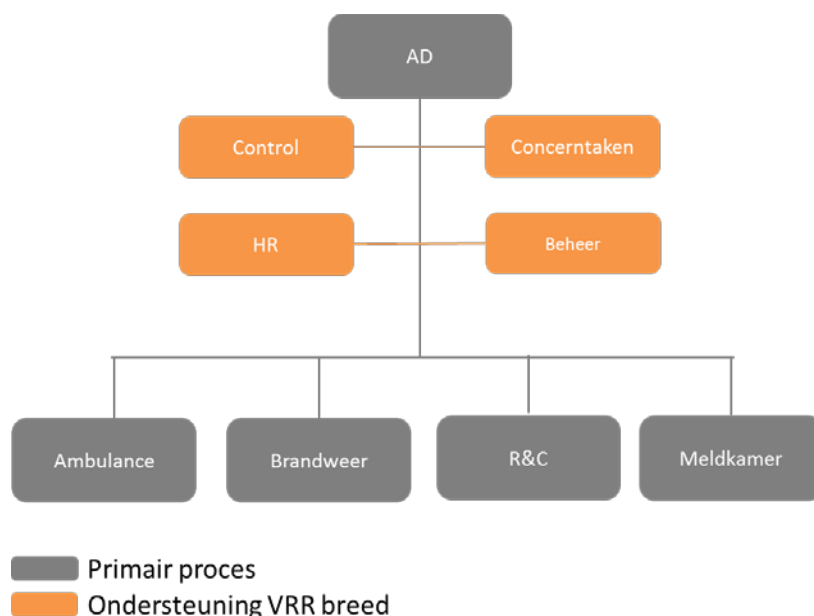 AD
Control
Concerntaken
HR
Beheer
Ambulance
Brandweer
R&C
Meldkamer
Primair proces
Ondersteuning VRR breed